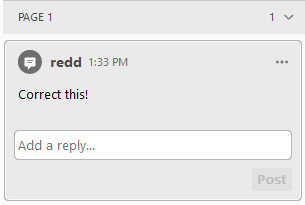 PAGE 1 1
redd 1:33 PM
Correct this!
Add a reply...
Post